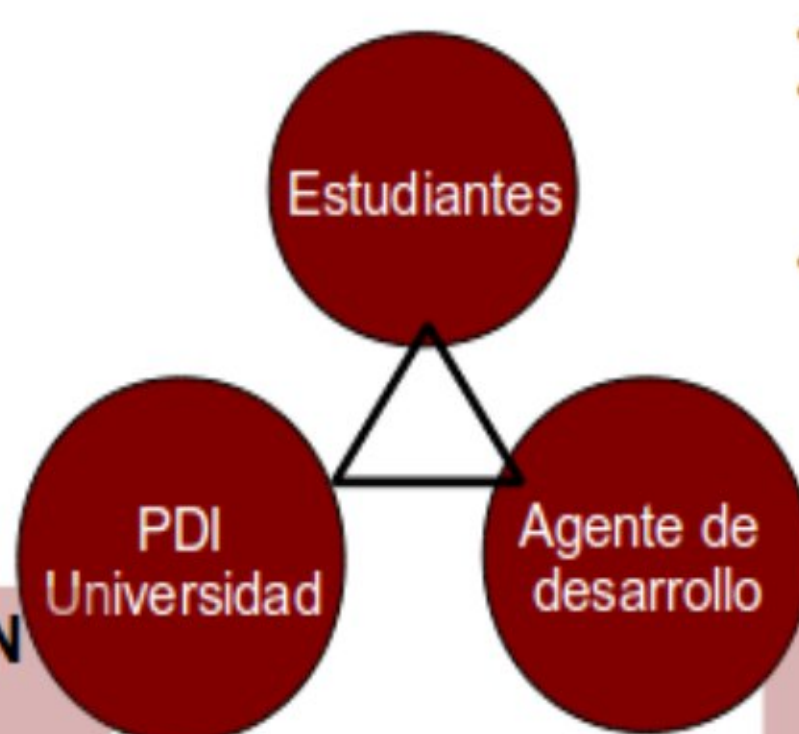 Estudiantes
PDI
Universidad
Agente de
desarrollo
N